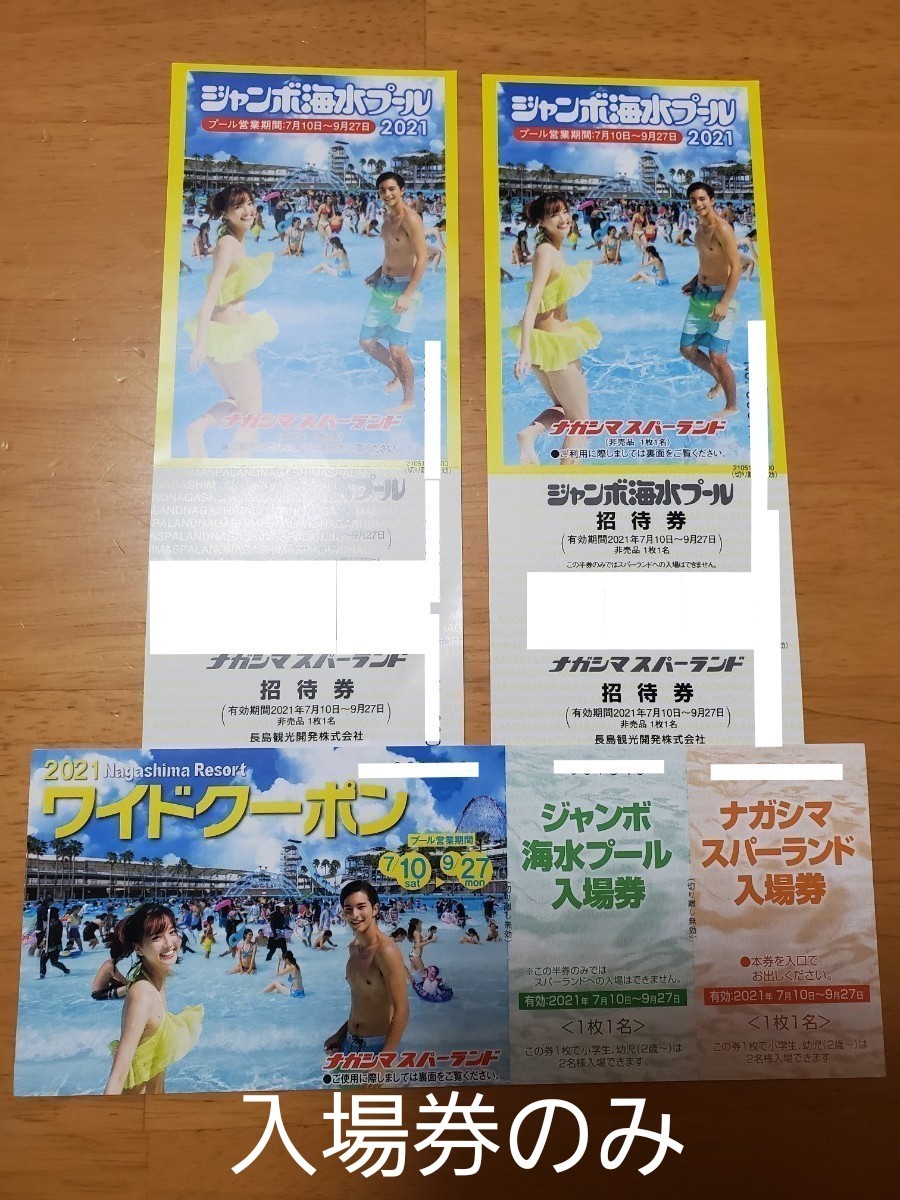 ジャンボ海水プール
プール営業期間:7月10日〜9月27日
2021
ナガシマスパーランド
プール
招待券
(有効期間2021年7月10日〜9月27日)
非売品 1枚1名
長島観光開発株式会社
ジャンボ海水プール
プール営業期間:7月10日〜9月27日
2021
ナガシマスパーランド
(非売品 1枚1名)
●ご利用に際しましては裏面をご覧ください。
ジャンボ海水プール
招待券
(有効期間2021年7月10日〜9月27日)
非売品 1枚1名
この半券のみではスパーランドへの入場はできません。
ナガシマスパーランド
招待券
(有効期間2021年7月10日〜9月27日)
非売品 1枚1名
長島観光開発株式会社
2021 Nagashima Resort
ワイドクーポン
プール営業期間
7/10 sat
9/27 mon
ナガシマスパーランド
●ご使用に際しましては裏面をご覧ください。
(切り離し無効)
ジャンボ
海水プール
入場券
※この半券のみでは
スパーランドへの入場はできません。
有効:2021年 7月10日〜9月27日
<1枚1名>
この券1枚で小学生、幼児(2歳〜)は
2名様入場できます
(切り離し無効)
ナガシマ
スパーランド
入場券
●本券を入口で
お出しください。
有効:2021年 7月10日〜9月27日
<1枚1名>
この券1枚で小学生、幼児(2歳〜)は
2名様入場できます
入場券のみ